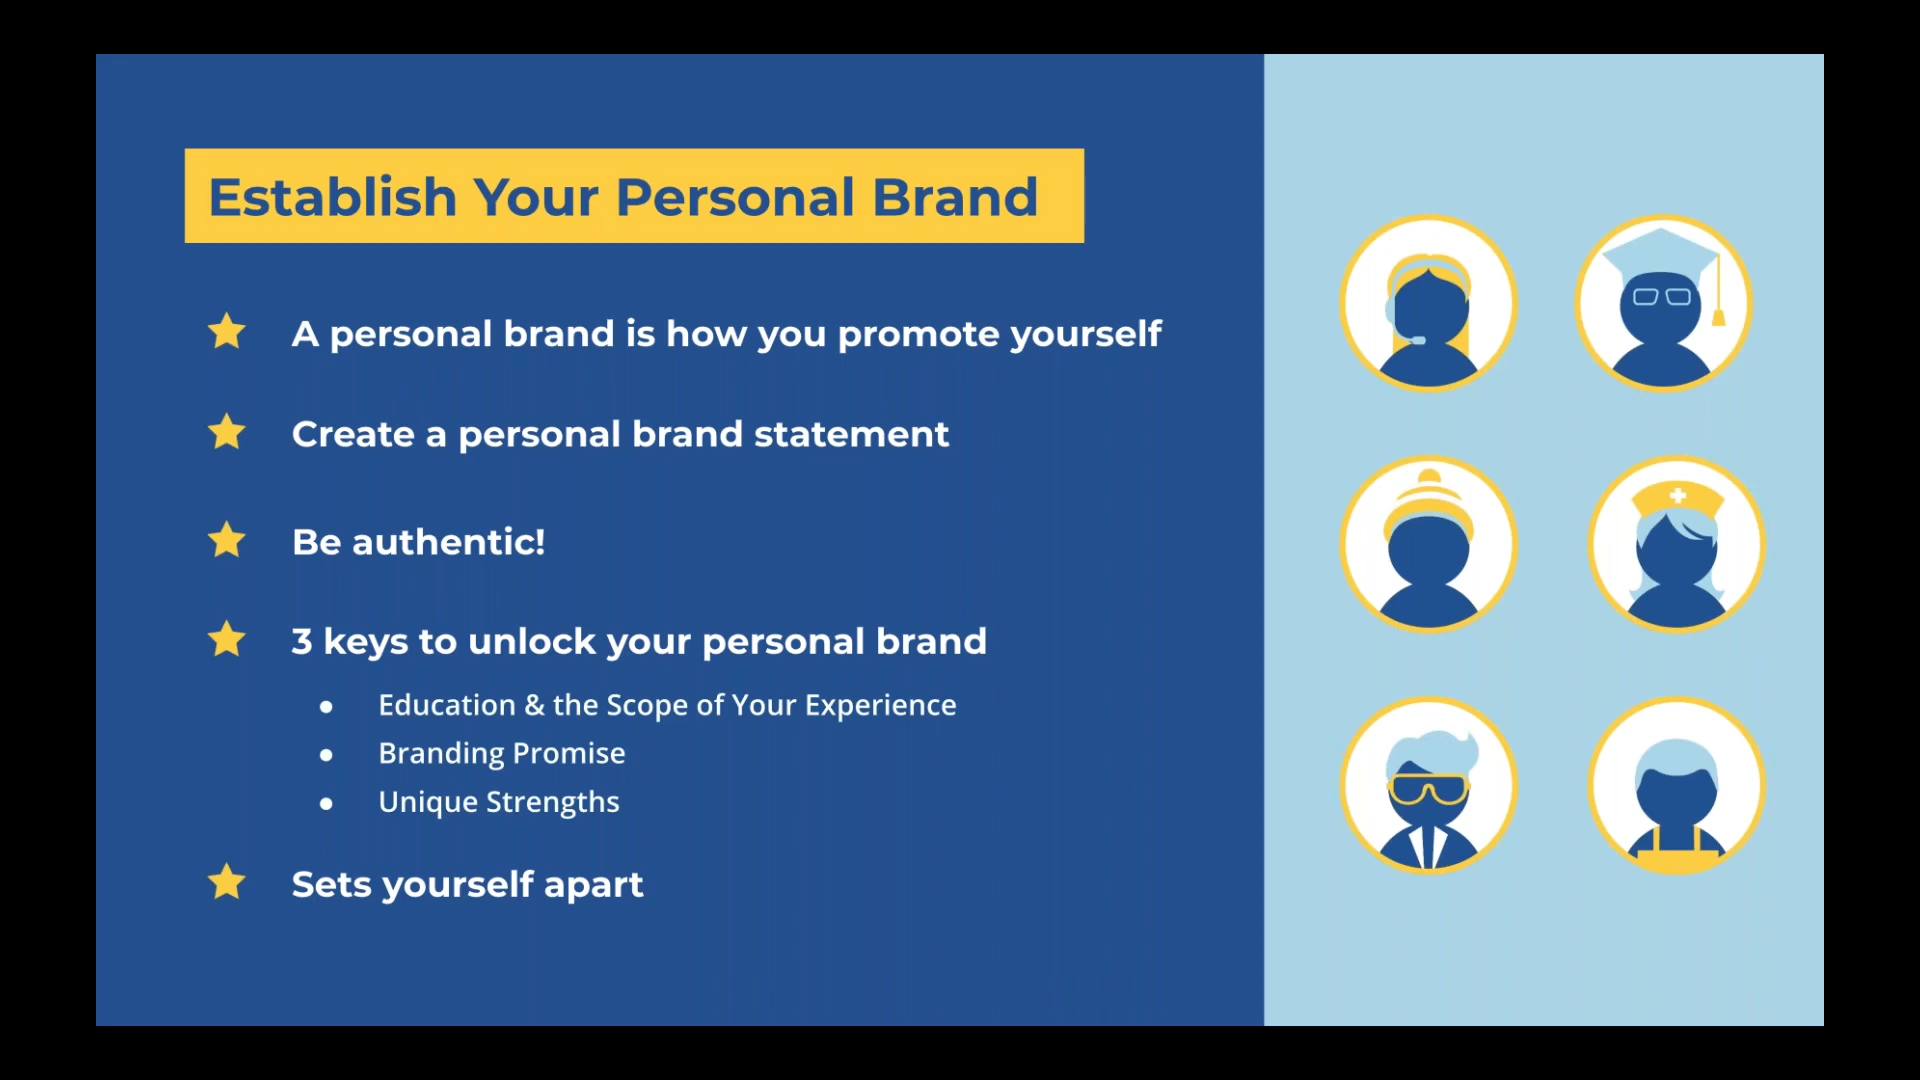 Establish Your Personal Brand
A personal brand is how you promote yourself
Create a personal brand statement
Be authentic!
3 keys to unlock your personal brand
● Education & the Scope of Your Experience
● Branding Promise
● Unique Strengths
Sets yourself apart